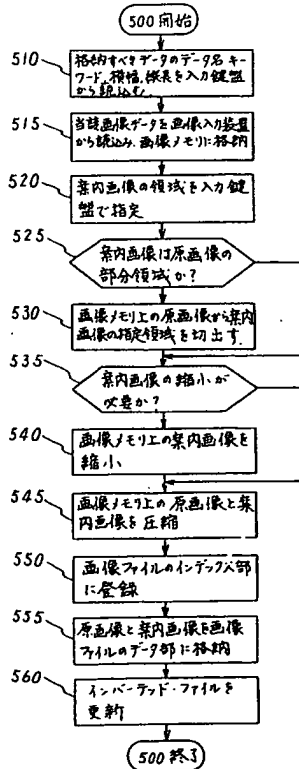 500 開始
510
格納すべきデータのデータ名 キー
ワード、横幅、縦長を入力鍵盤
から読込む
515
当該画像データを画像入力装置
から読込み、画像メモリに格納
520
案内画像の領域を入力鍵
盤で指定
525
案内画像は原画像の
部分領域か?
530
画像メモリ上の原画像から案内
画像の指定領域を切出す
535
案内画像の縮小が
必要か?
540
画像メモリ上の案内画像を
縮小
545
画像メモリ上の原画像と案
内画像を圧縮
550
画像ファイルのインデックス部
に登録
555
原画像と案内画像を画像
ファイルのデータ部に格納
560
インバーテッド・ファイルを
更新
500 終了